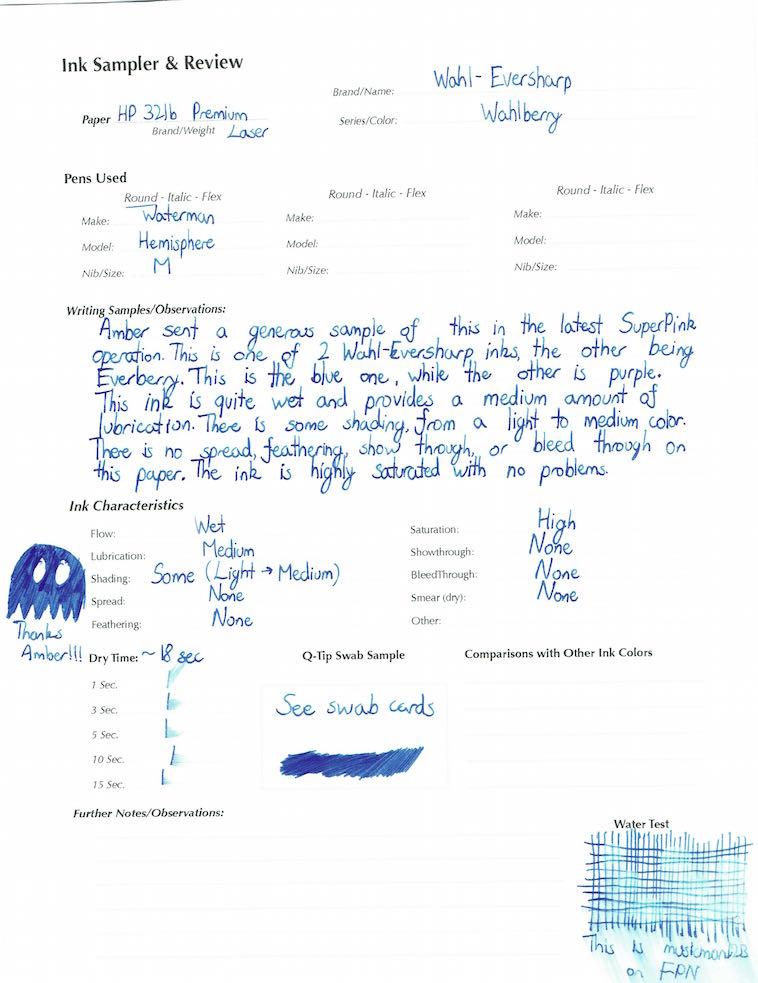 Ink Sampler & Review
Brand/Name: Wahl-Eversharp
Paper HP 32lb Premium
Brand/Weight Laser
Series/Color: Wahlberry
Pens Used
Round - Italic - Flex
Make: Waterman
Model: Hemisphere
Nib/Size: M
Round - Italic - Flex
Make:
Model:
Nib/Size:
Round - Italic - Flex
Make:
Model:
Nib/Size:
Writing Samples/Observations:
Amber sent a generous sample of this in the latest SuperPink
operation. This is one of 2 Wahl-Eversharp inks, the other being
Everberry. This is the blue one, while the other is purple.
This ink is quite wet and provides a medium amount of
lubrication. There is some shading, from a light to medium color.
There is no spread, feathering, show through, or bleed through on
this paper. The ink is highly saturated with no problems.
Ink Characteristics
Flow: Wet
Lubrication: Medium
Shading: Some (Light → Medium)
Spread: None
Feathering: None
Saturation: High
Showthrough: None
BleedThrough: None
Smear (dry): None
Other:
Thanks
Amber!!!
Dry Time: ~18 sec
1 Sec.
3 Sec.
5 Sec.
10 Sec.
15 Sec.
Q-Tip Swab Sample
See swab cards
Comparisons with Other Ink Colors
Further Notes/Observations:
Water Test
This is
on FPN